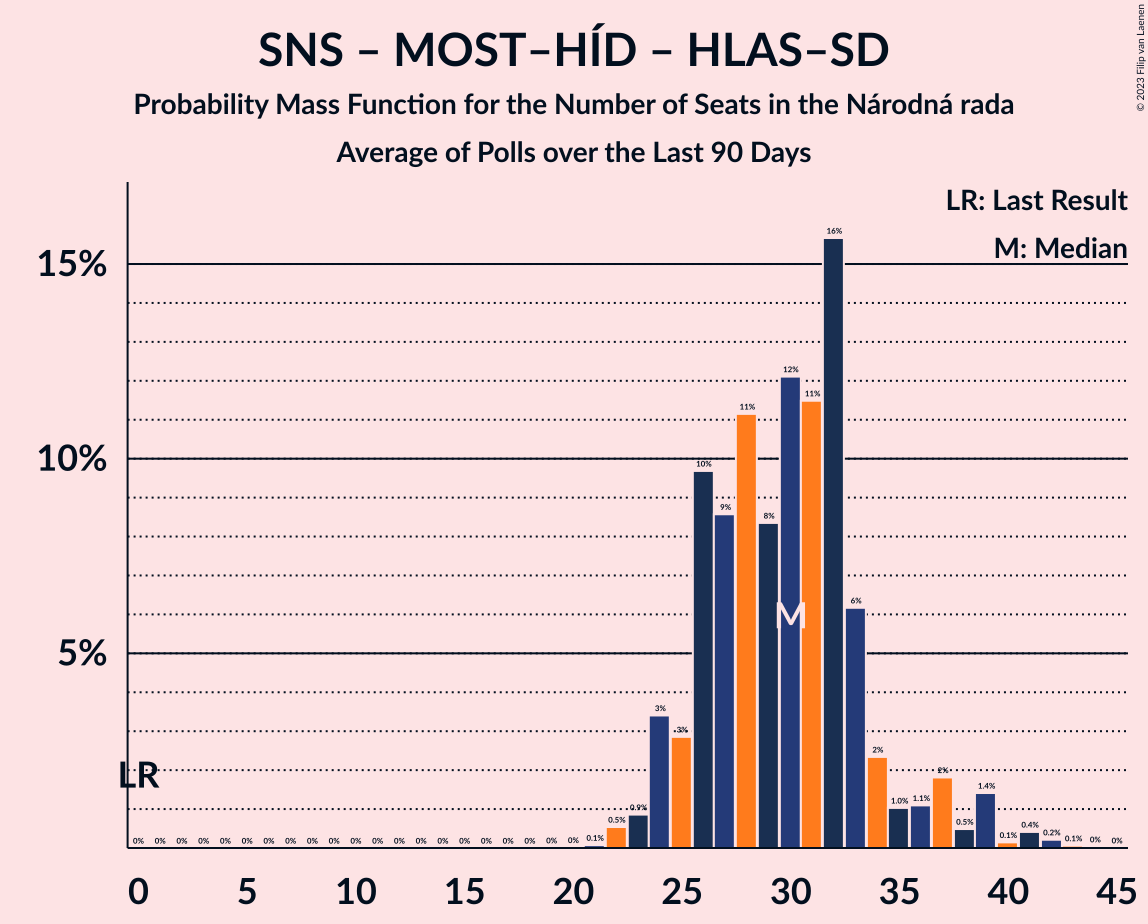 SNS – MOST–HÍD – HLAS–SD
Probability Mass Function for the Number of Seats in the Národná rada
Average of Polls over the Last 90 Days
© 2023 Filip van Laenen
LR: Last Result
M: Median
15%
10%
5%
LR
M
0% 0% 0% 0% 0% 0% 0% 0% 0% 0% 0% 0% 0% 0% 0% 0% 0% 0% 0% 0% 0% 0.1% 0.5% 0.9% 3% 3% 10% 9% 11% 8% 12% 11% 16% 6% 2% 1.0% 1.1% 2% 0.5% 1.4% 0.1% 0.4% 0.2% 0.1% 0% 0%
0 5 10 15 20 25 30 35 40 45